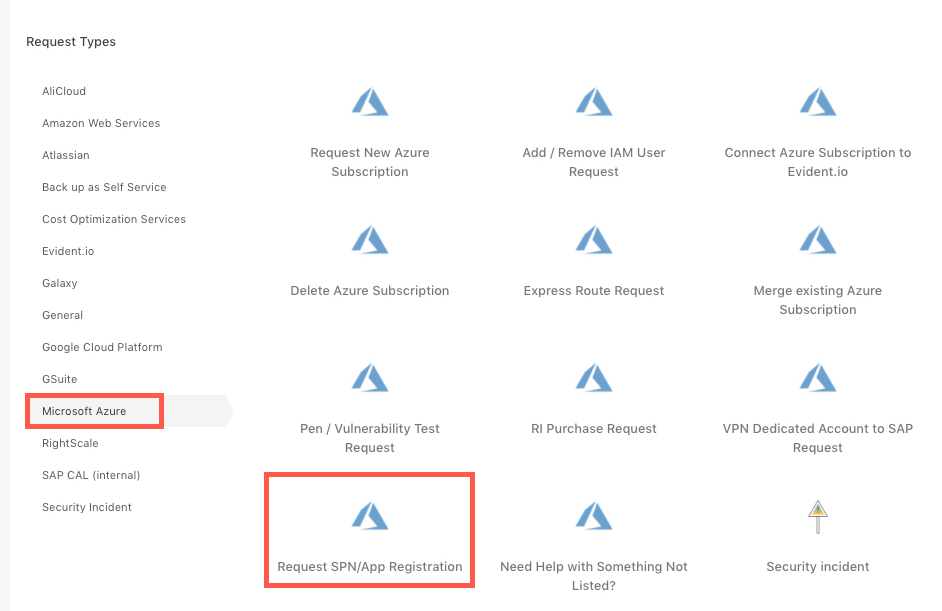 Request Types
AliCloud
Amazon Web Services
Atlassian
Back up as Self Service
Cost Optimization Services
Evident.io
Galaxy
General
Google Cloud Platform
GSuite
Microsoft Azure
RightScale
SAP CAL (internal)
Security Incident
Request New Azure
Subscription
Add / Remove IAM User
Request
Connect Azure Subscription to
Evident.io
Delete Azure Subscription
Express Route Request
Merge existing Azure
Subscription
Pen / Vulnerability Test
Request
RI Purchase Request
VPN Dedicated Account to SAP
Request
Request SPN/App Registration
Need Help with Something Not
Listed?
Security incident